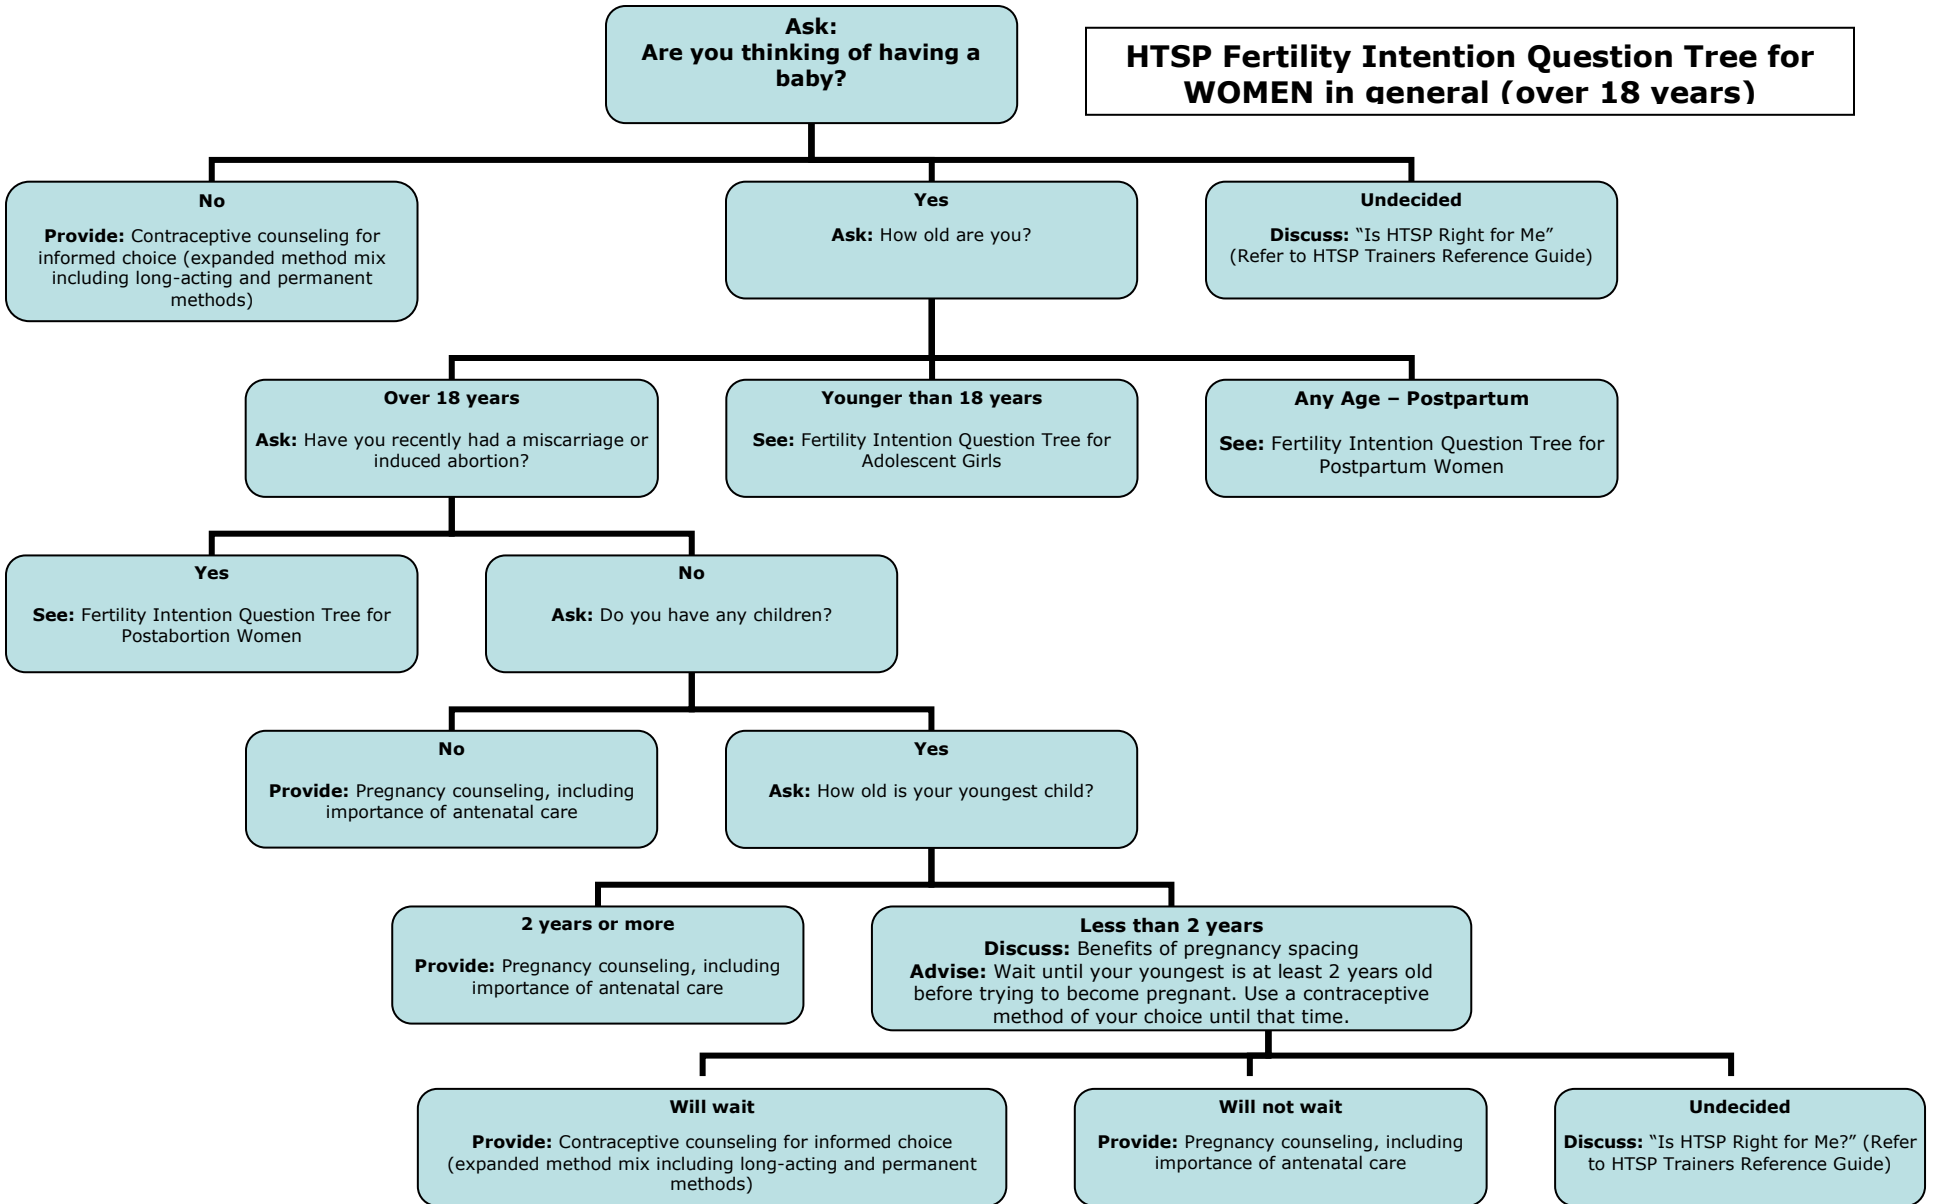 Ask:
Are you thinking of having a
baby?
HTSP Fertility Intention Question Tree for
WOMEN in general (over 18 years)
No
Provide: Contraceptive counseling for
informed choice (expanded method mix
including long-acting and permanent
methods)
Yes
Ask: How old are you?
Undecided
Discuss: “Is HTSP Right for Me”
(Refer to HTSP Trainers Reference Guide)
Over 18 years
Ask: Have you recently had a miscarriage or
induced abortion?
Younger than 18 years
See: Fertility Intention Question Tree for
Adolescent Girls
Any Age – Postpartum
See: Fertility Intention Question Tree for
Postpartum Women
Yes
See: Fertility Intention Question Tree for
Postabortion Women
No
Ask: Do you have any children?
No
Provide: Pregnancy counseling, including
importance of antenatal care
Yes
Ask: How old is your youngest child?
2 years or more
Provide: Pregnancy counseling, including
importance of antenatal care
Less than 2 years
Discuss: Benefits of pregnancy spacing
Advise: Wait until your youngest is at least 2 years old
before trying to become pregnant. Use a contraceptive
method of your choice until that time.
Will wait
Provide: Contraceptive counseling for informed choice
(expanded method mix including long-acting and permanent
methods)
Will not wait
Provide: Pregnancy counseling, including
importance of antenatal care
Undecided
Discuss: “Is HTSP Right for Me?” (Refer
to HTSP Trainers Reference Guide)